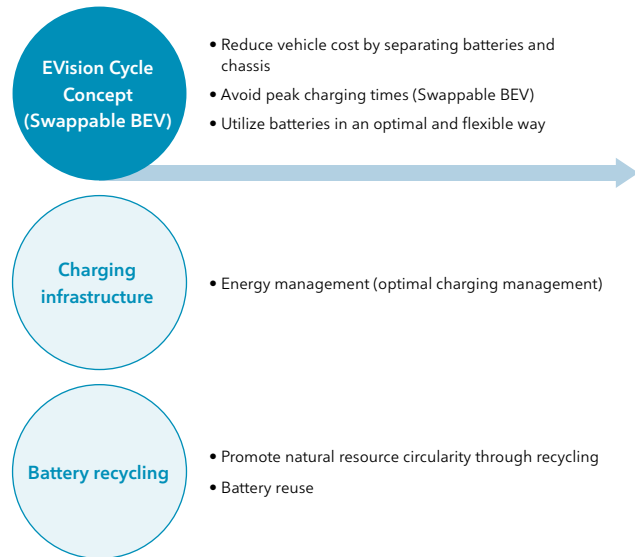 EVision Cycle
Concept
(Swappable BEV)
• Reduce vehicle cost by separating batteries and
chassis
• Avoid peak charging times (Swappable BEV)
• Utilize batteries in an optimal and flexible way
Charging
infrastructure
• Energy management (optimal charging management)
Battery recycling
• Promote natural resource circularity through recycling
• Battery reuse